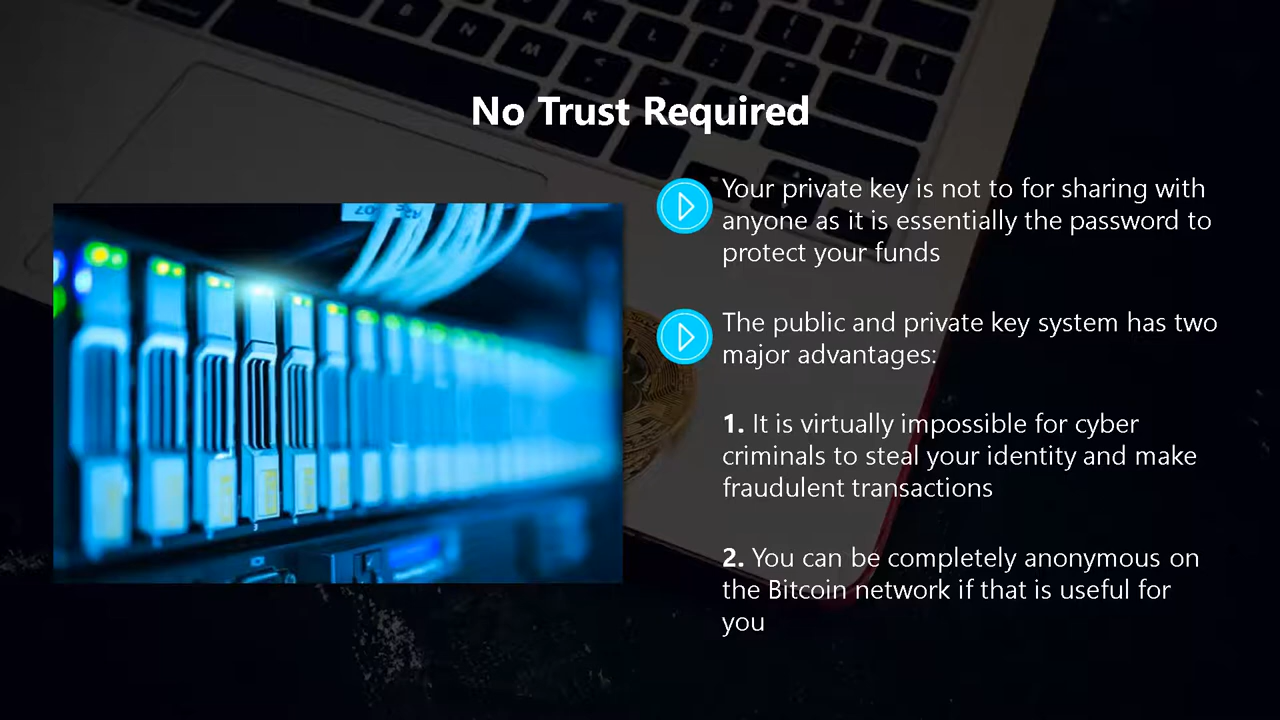 No Trust Required
Your private key is not to for sharing with
anyone as it is essentially the password to
protect your funds
The public and private key system has two
major advantages:
1. It is virtually impossible for cyber
criminals to steal your identity and make
fraudulent transactions
2. You can be completely anonymous on
the Bitcoin network if that is useful for
you
B
N
M
K
L